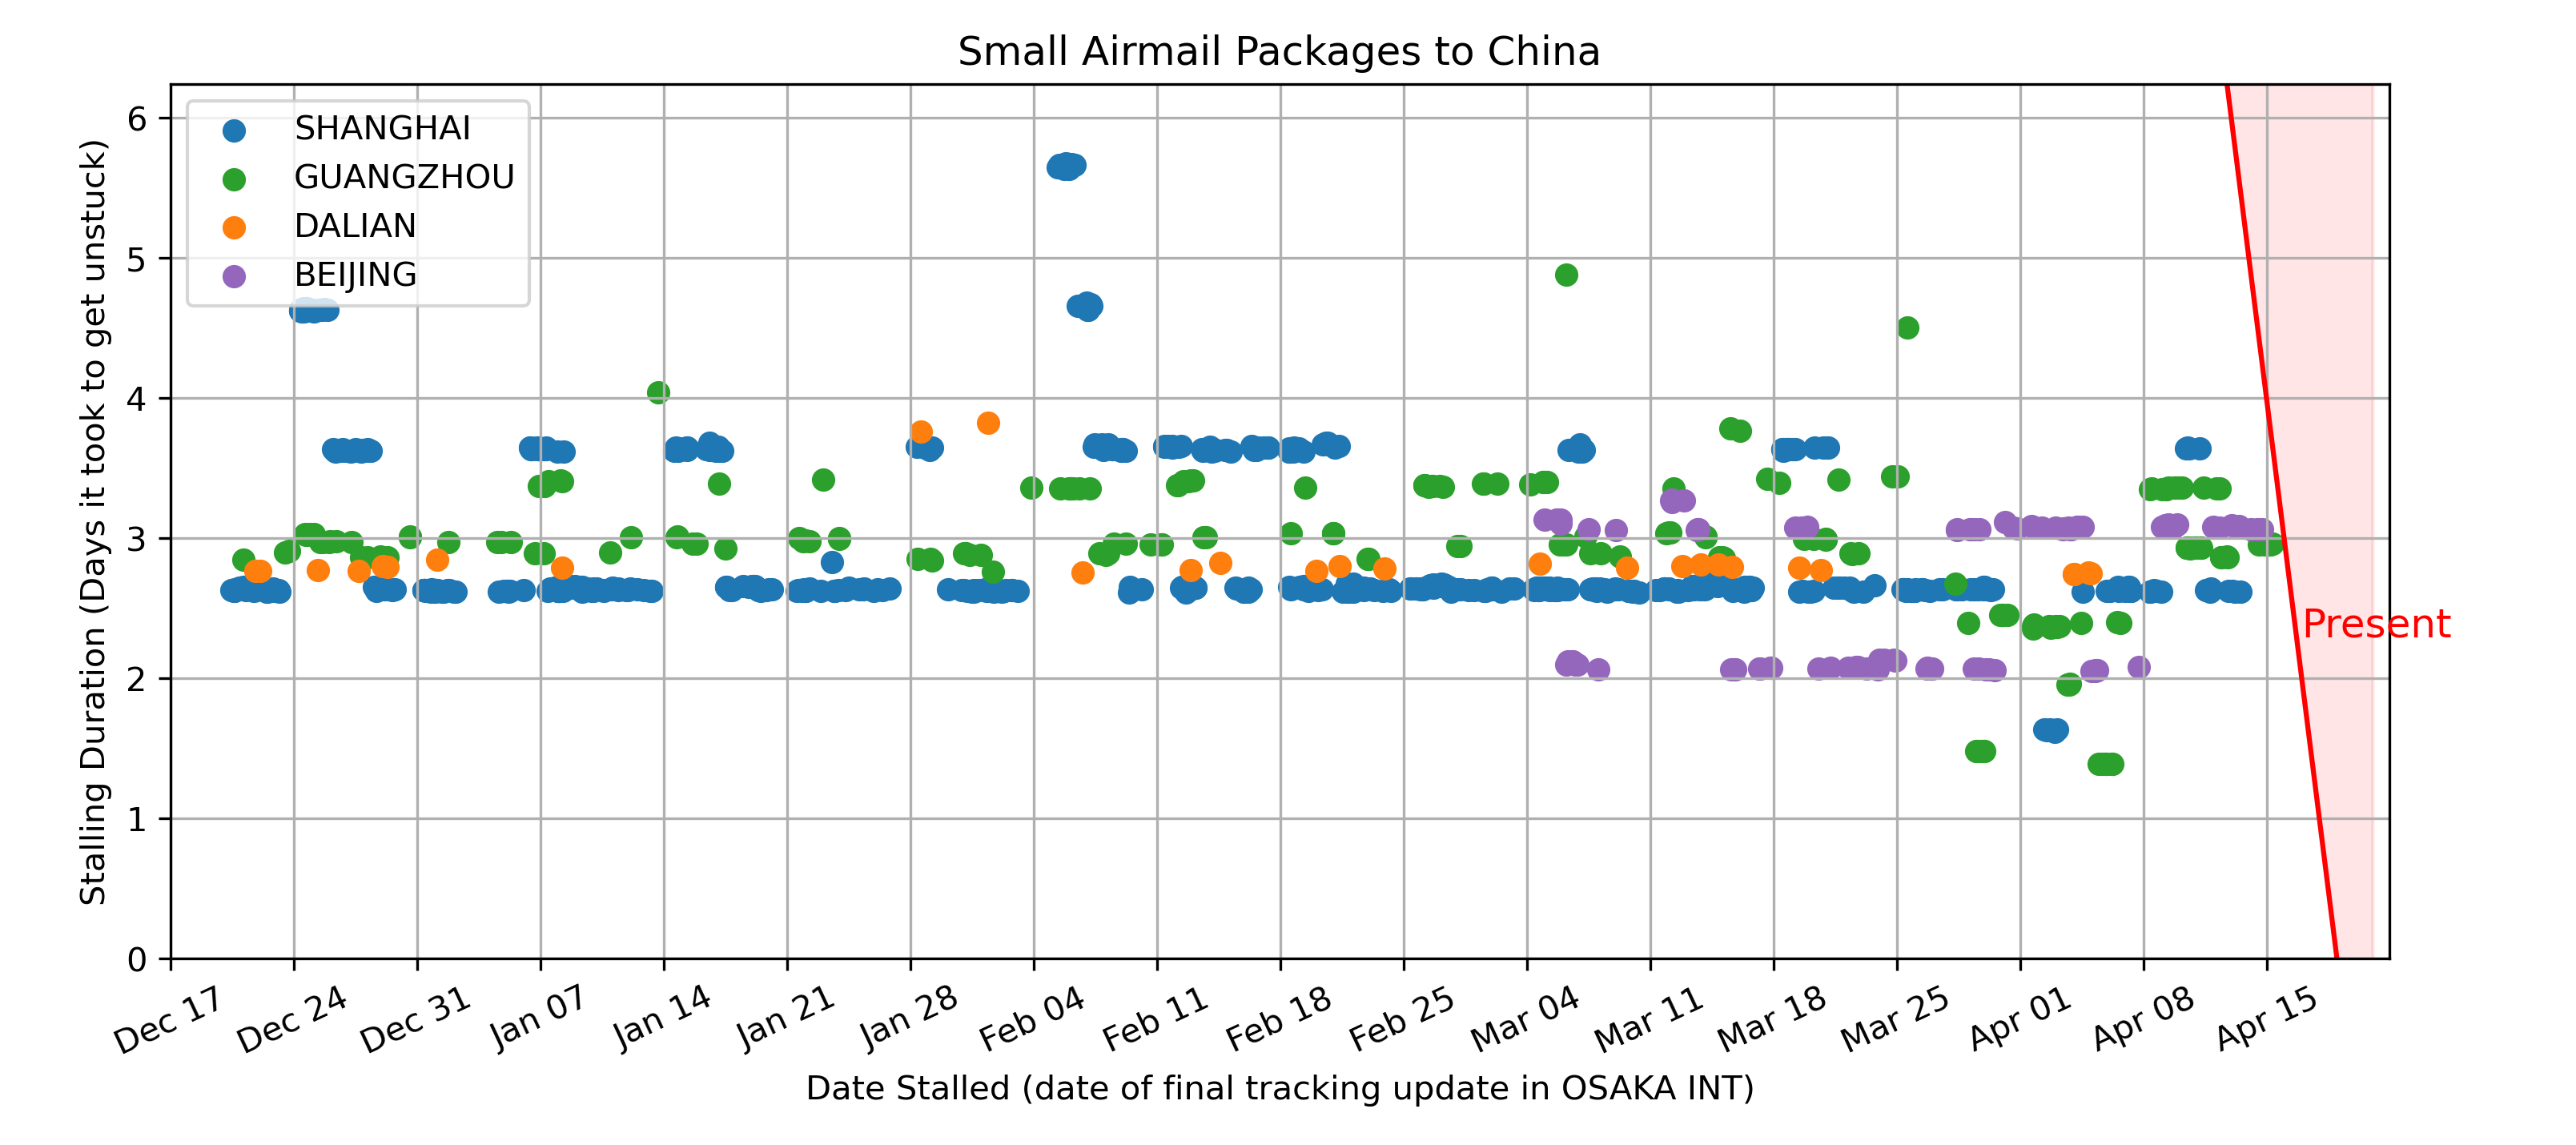 Small Airmail Packages to China
SHANGHAI
GUANGZHOU
DALIAN
BEIJING
Stalling Duration (Days it took to get unstuck)
6
5
4
3
2
1
0
Present
Dec 17
Dec 24
Dec 31
Jan 07
Jan 14
Jan 21
Jan 28
Feb 04
Feb 11
Feb 18
Feb 25
Mar 04
Mar 11
Mar 18
Mar 25
Apr 01
Apr 08
Apr 15
Date Stalled (date of final tracking update in OSAKA INT)